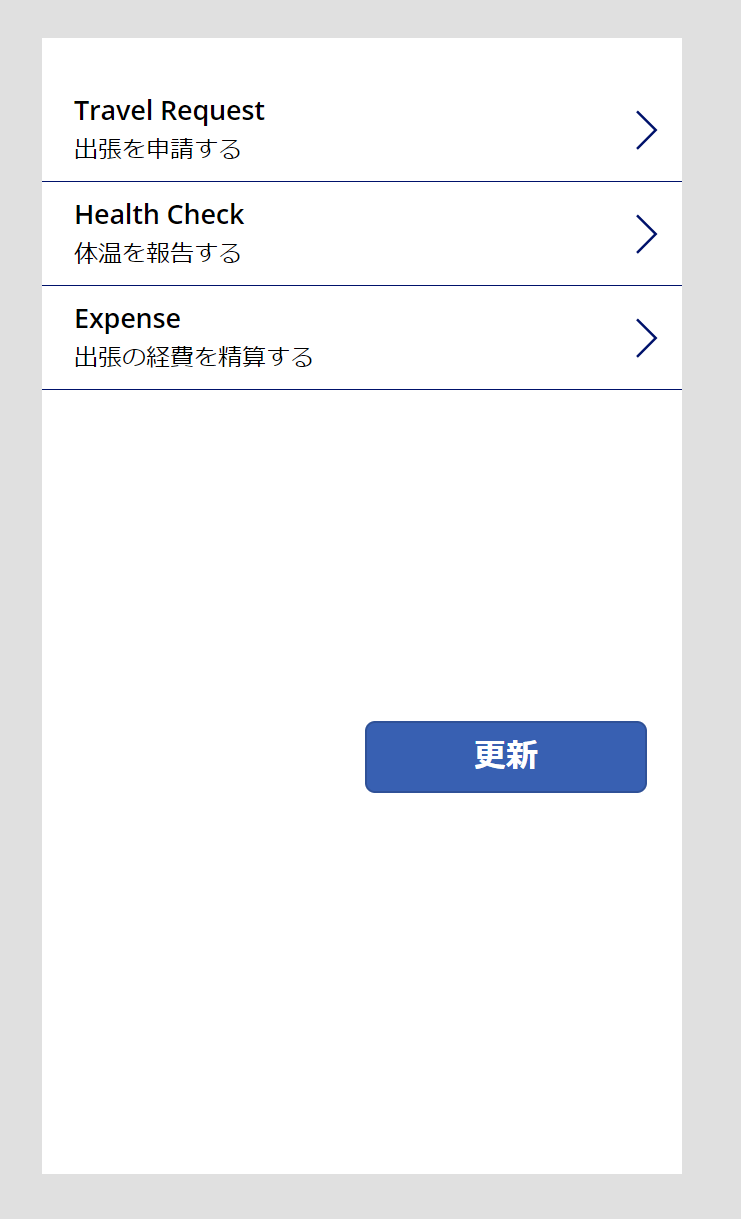 Travel Request
出張を申請する
Health Check
体温を報告する
Expense
出張の経費を精算する
更新